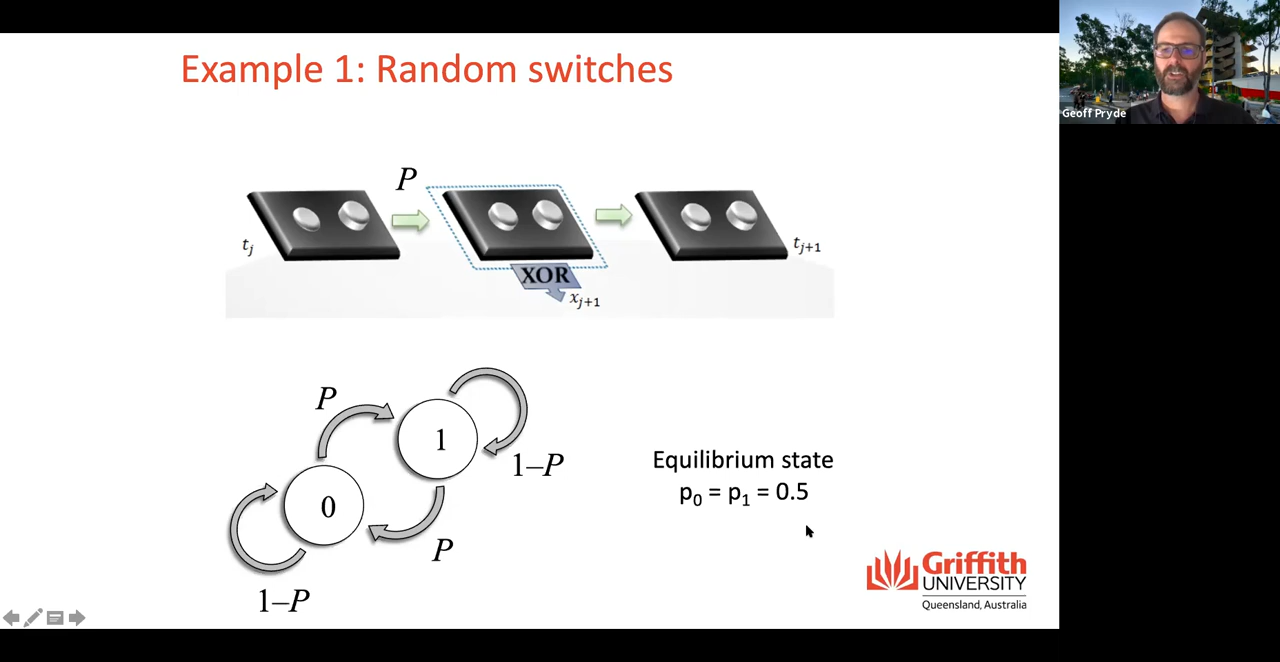 Example 1: Random switches
Geoff Pryde
P
t_j
XOR
x_{j+1}
t_{j+1}
P
1
1–P
0
P
1–P
Equilibrium state
p₀ = p₁ = 0.5
Griffith
UNIVERSITY
Queensland, Australia